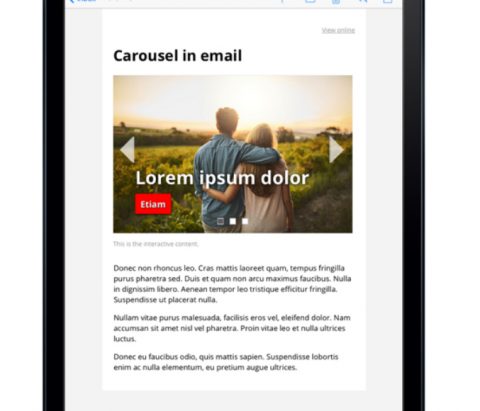 View online
Carousel in email
Lorem ipsum dolor
Etiam
This is the interactive content.
Donec non rhoncus leo. Cras mattis laoreet quam, tempus fringilla
purus pharetra sed. Duis et quam non arcu maximus faucibus. Nulla
in dignissim libero. Aenean tempor leo tristique efficitur fringilla.
Suspendisse ut placerat nulla.
Nullam vitae purus malesuada, facilisis eros vel, eleifend dolor. Nam
accumsan sit amet nisl vel pharetra. Proin vitae leo et nulla ultrices
luctus.
Donec eu faucibus odio, quis mattis sapien. Suspendisse lobortis
enim ac nulla elementum, eu pretium augue ultrices.